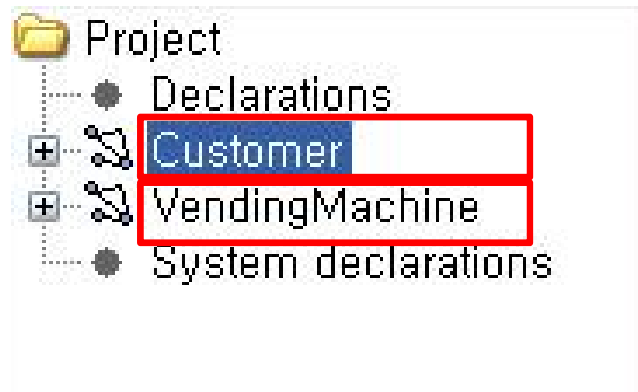 Project
Declarations
Customer
VendingMachine
System declarations